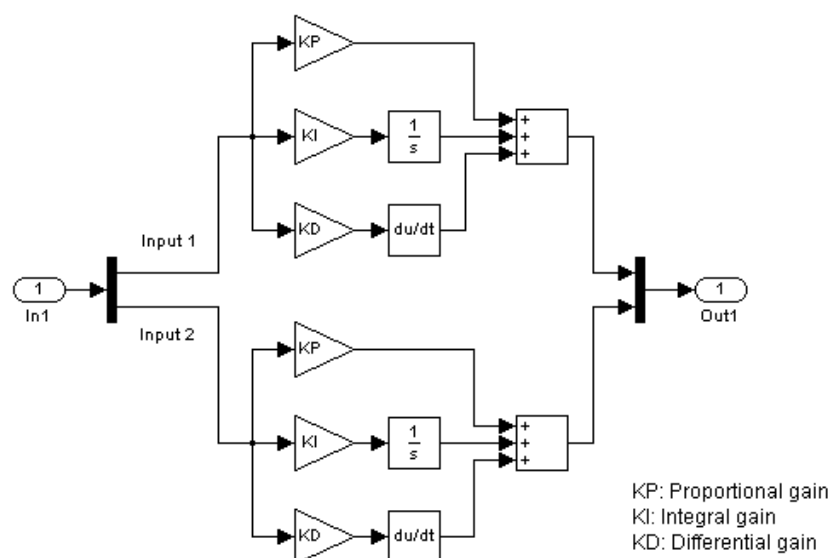 KP
KI
1
s
+
+
+
KD
du/dt
Input 1
1
In1
Input 2
1
Out1
KP
KI
1
s
+
+
+
KD
du/dt
KP: Proportional gain
KI: Integral gain
KD: Differential gain